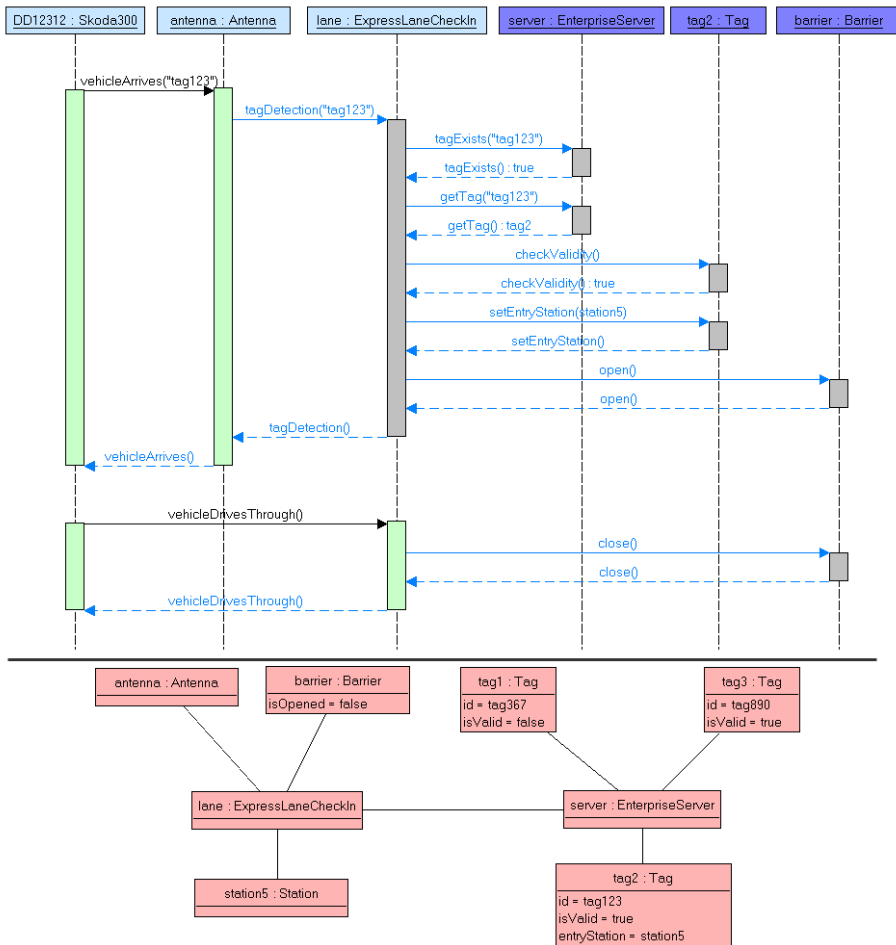 DD12312 : Skoda300
antenna : Antenna
lane : ExpressLaneCheckIn
server : EnterpriseServer
tag2 : Tag
barrier : Barrier
vehicleArrives("tag123")
tagDetection("tag123")
tagExists("tag123")
tagExists() : true
getTag("tag123")
getTag() : tag2
checkValidity()
checkValidity() : true
setEntryStation(station5)
setEntryStation()
open()
open()
tagDetection()
vehicleArrives()
vehicleDrivesThrough()
close()
close()
vehicleDrivesThrough()
antenna : Antenna
barrier : Barrier
isOpened = false
tag1 : Tag
id = tag367
isValid = false
tag3 : Tag
id = tag890
isValid = true
lane : ExpressLaneCheckIn
server : EnterpriseServer
station5 : Station
tag2 : Tag
id = tag123
isValid = true
entryStation = station5